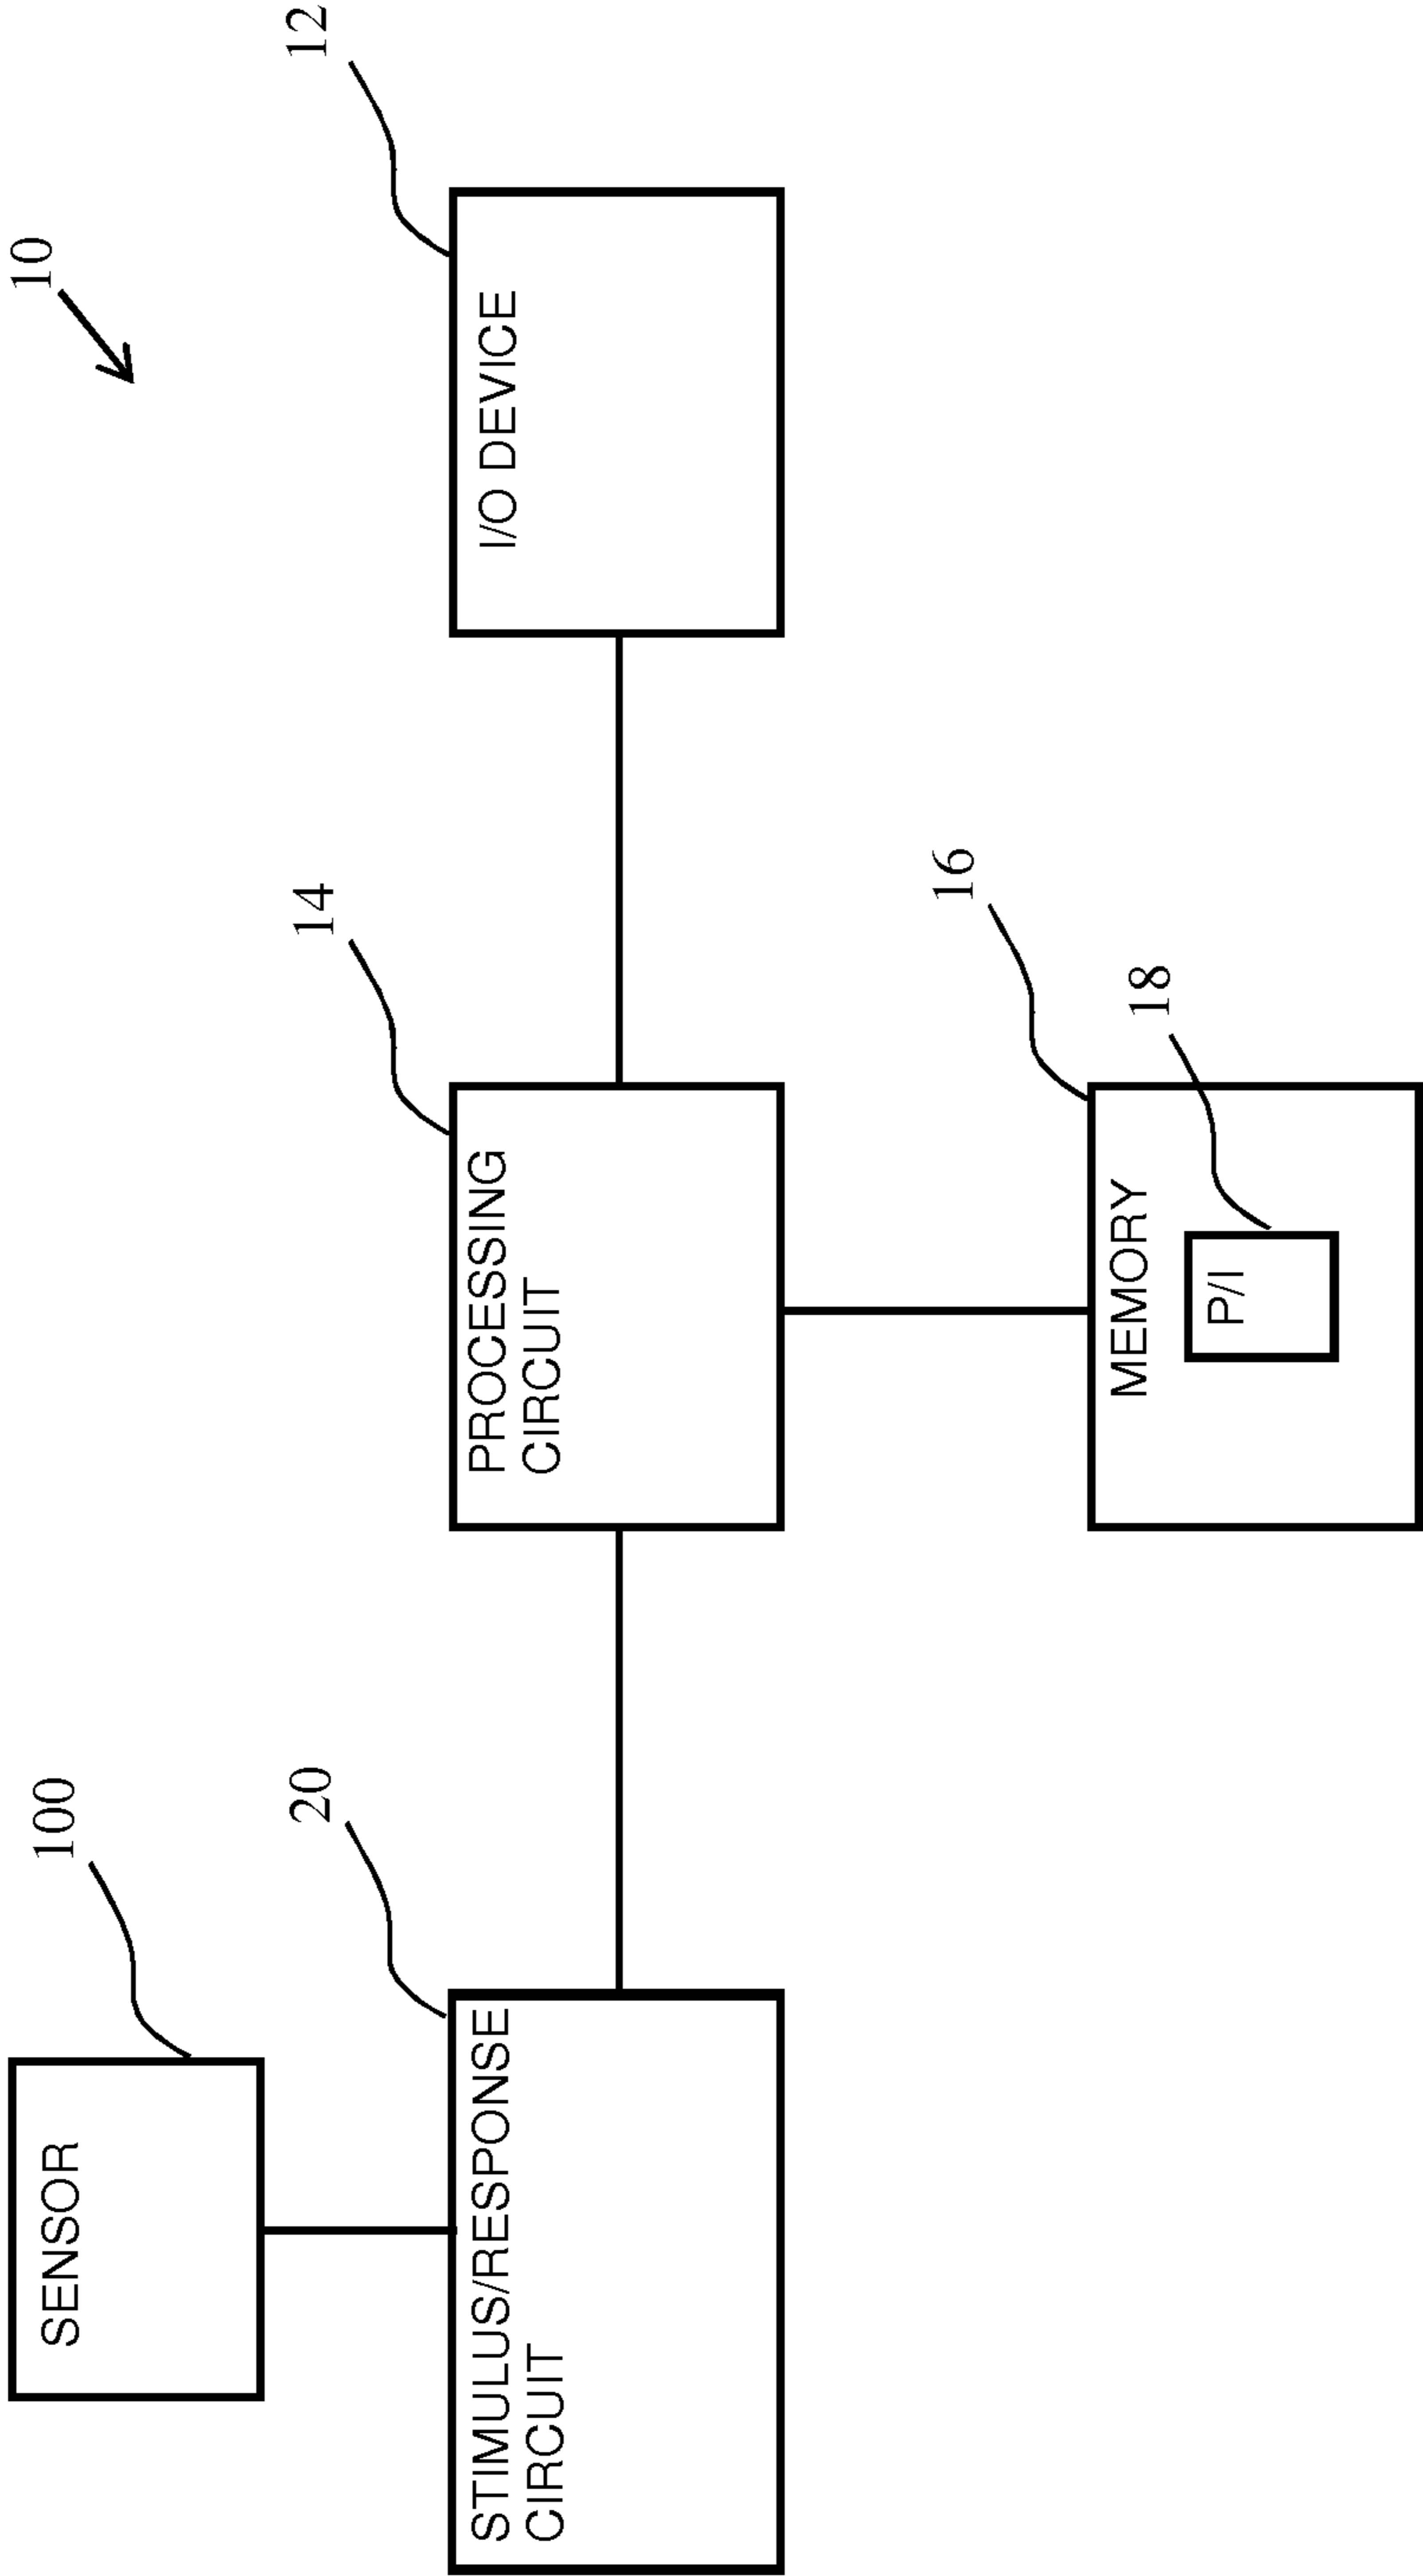 10
100
SENSOR
20
STIMULUS/RESPONSE
CIRCUIT
14
PROCESSING
CIRCUIT
12
I/O DEVICE
16
MEMORY
18
P/I